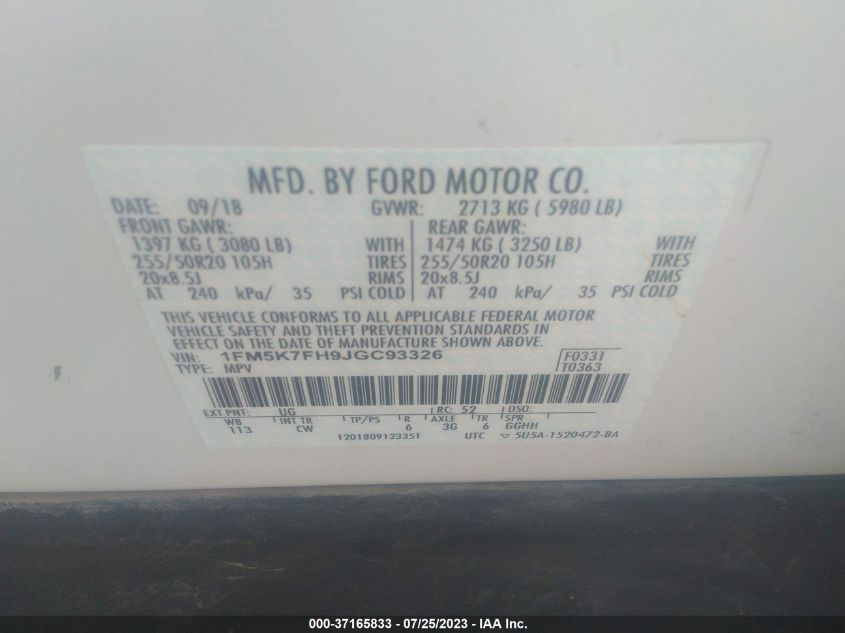 MFD. BY FORD MOTOR CO.
DATE: 09/18 GVWR: 2713 KG ( 5980 LB)
FRONT GAWR: REAR GAWR:
1397 KG ( 3080 LB) WITH 1474 KG ( 3250 LB) WITH
255/50R20 105H TIRES 255/50R20 105H TIRES
20x8.5J RIMS 20x8.5J RIMS
AT 240 kPa/ 35 PSI COLD AT 240 kPa/ 35 PSI COLD
THIS VEHICLE CONFORMS TO ALL APPLICABLE FEDERAL MOTOR
VEHICLE SAFETY AND THEFT PREVENTION STANDARDS IN
EFFECT ON THE DATE OF MANUFACTURE SHOWN ABOVE.
VIN: 1FM5K7FH9JGC93326 F0331
TYPE: MPV T0363
EXT PNT: UG RC: 52 DSO:
WB INT TR TP/PS R AXLE TR SPR
113 CW 6 3G 6 GGHH
1201809123351 UTC ▽ 5U5A-1520472-BA
000-37165833 - 07/25/2023 - IAA Inc.